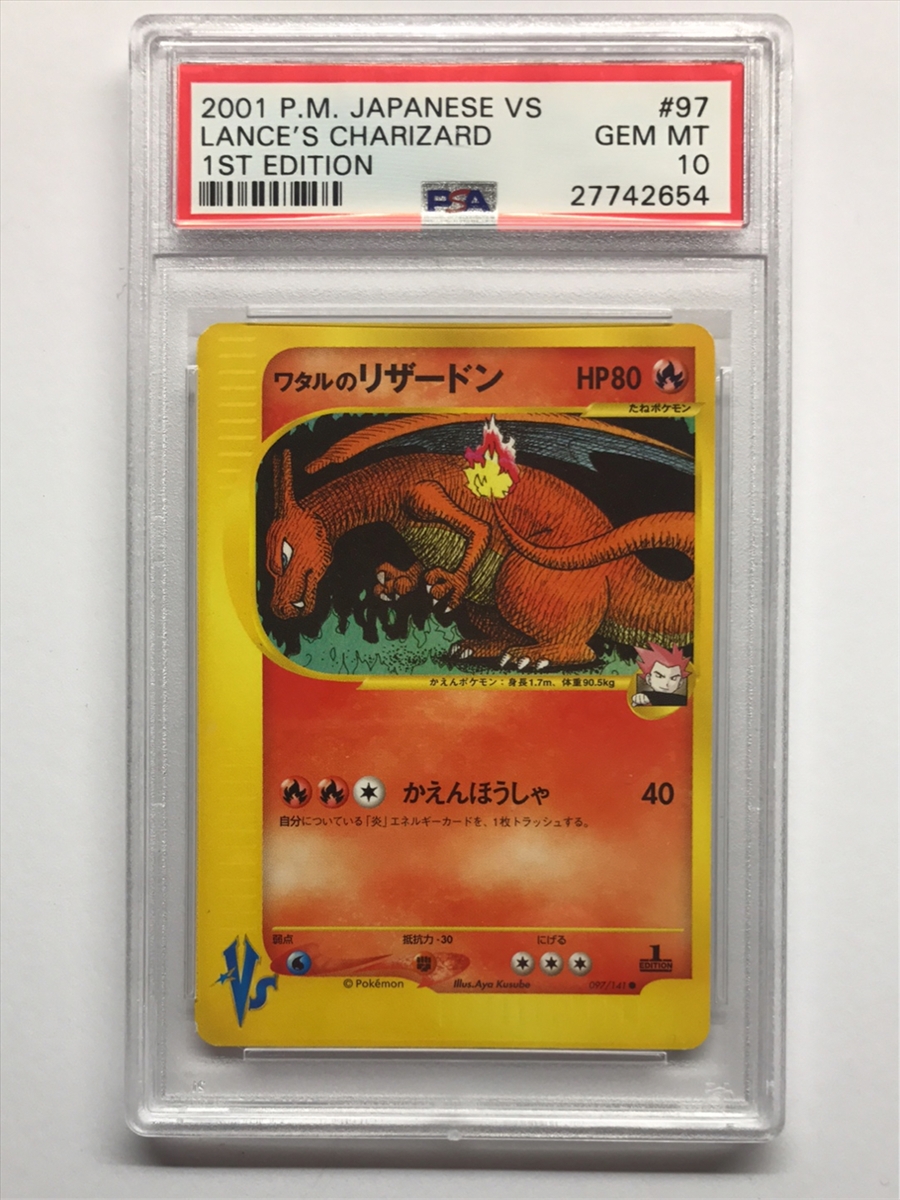 2001 P.M. JAPANESE VS #97
LANCE'S CHARIZARD GEM MT
1ST EDITION 10
PSA 27742654
ワタルのリザードン HP80
たねポケモン
かえんポケモン：身長1.7m、体重90.5kg
かえんほうしゃ 40
自分についている「炎」エネルギーカードを、1枚トラッシュする。
弱点 抵抗力-30 にげる
1
EDITION
VS
©Pokémon Illus.Aya Kusube 097/141